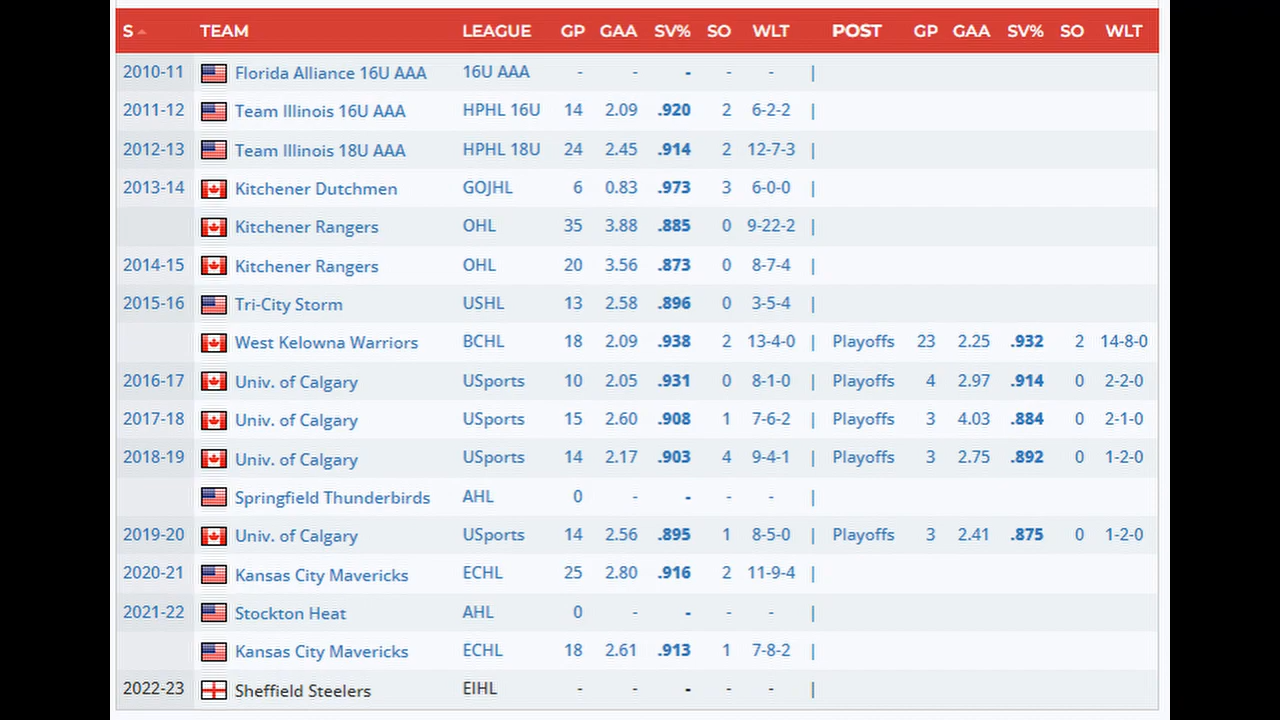 S TEAM LEAGUE GP GAA SV% SO WLT POST GP GAA SV% SO WLT
2010-11 Florida Alliance 16U AAA 16U AAA - - - - - |
2011-12 Team Illinois 16U AAA HPHL 16U 14 2.09 .920 2 6-2-2 |
2012-13 Team Illinois 18U AAA HPHL 18U 24 2.45 .914 2 12-7-3 |
2013-14 Kitchener Dutchmen GOJHL 6 0.83 .973 3 6-0-0 |
Kitchener Rangers OHL 35 3.88 .885 0 9-22-2 |
2014-15 Kitchener Rangers OHL 20 3.56 .873 0 8-7-4 |
2015-16 Tri-City Storm USHL 13 2.58 .896 0 3-5-4 |
West Kelowna Warriors BCHL 18 2.09 .938 2 13-4-0 | Playoffs 23 2.25 .932 2 14-8-0
2016-17 Univ. of Calgary USports 10 2.05 .931 0 8-1-0 | Playoffs 4 2.97 .914 0 2-2-0
2017-18 Univ. of Calgary USports 15 2.60 .908 1 7-6-2 | Playoffs 3 4.03 .884 0 2-1-0
2018-19 Univ. of Calgary USports 14 2.17 .903 4 9-4-1 | Playoffs 3 2.75 .892 0 1-2-0
Springfield Thunderbirds AHL 0 - - - - |
2019-20 Univ. of Calgary USports 14 2.56 .895 1 8-5-0 | Playoffs 3 2.41 .875 0 1-2-0
2020-21 Kansas City Mavericks ECHL 25 2.80 .916 2 11-9-4 |
2021-22 Stockton Heat AHL 0 - - - - |
Kansas City Mavericks ECHL 18 2.61 .913 1 7-8-2 |
2022-23 Sheffield Steelers EIHL - - - - - |